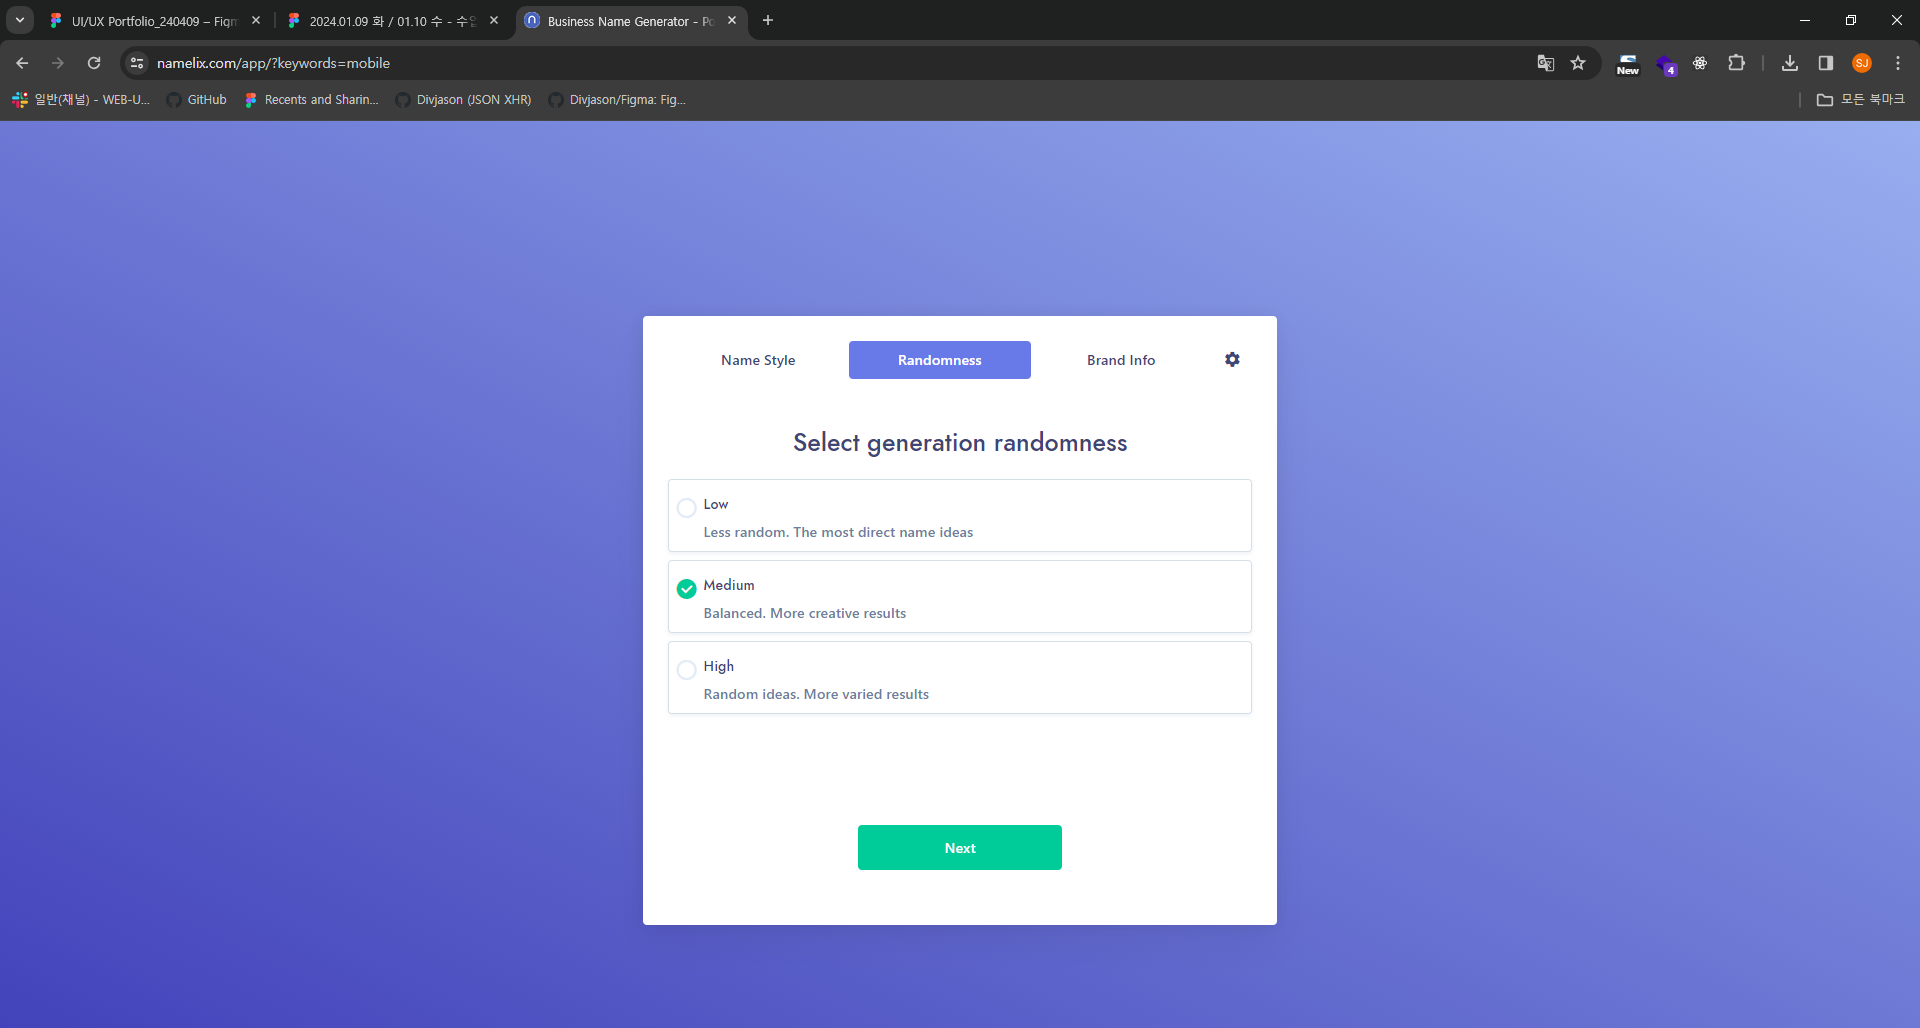 UI/UX Portfolio_240409 – Figm
2024.01.09 화 / 01.10 수 - 수업
Business Name Generator - Po
namelix.com/app/?keywords=mobile
New
4
SJ
일반(채널) - WEB-U...
GitHub
Recents and Sharin...
Divjason (JSON XHR)
Divjason/Figma: Fig...
모든 북마크
Name Style
Randomness
Brand Info
Select generation randomness
Low
Less random. The most direct name ideas
Medium
Balanced. More creative results
High
Random ideas. More varied results
Next